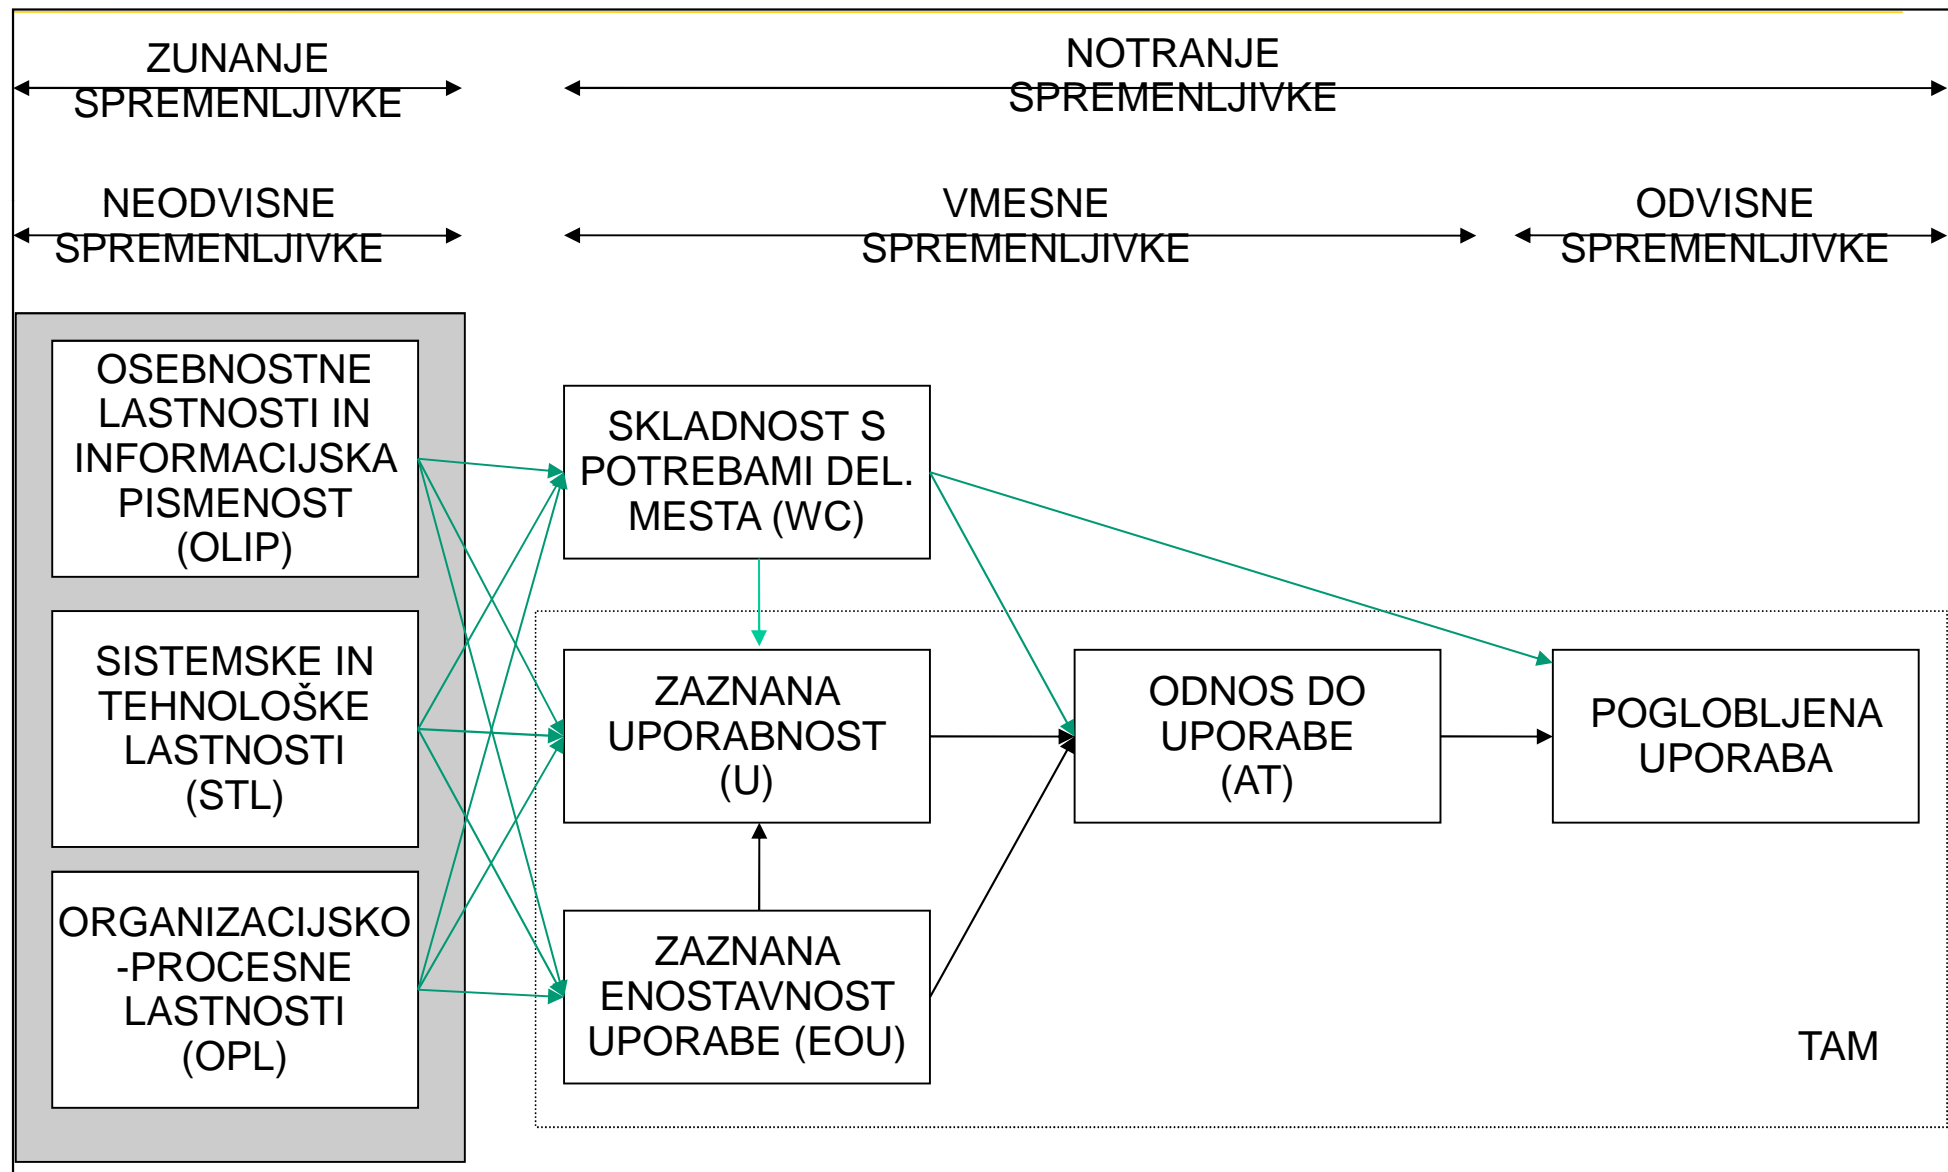 ZUNANJE
SPREMENLJIVKE
NOTRANJE
SPREMENLJIVKE
NEODVISNE
SPREMENLJIVKE
VMESNE
SPREMENLJIVKE
ODVISNE
SPREMENLJIVKE
OSEBNOSTNE
LASTNOSTI IN
INFORMACIJSKA
PISMENOST
(OLIP)
SISTEMSKE IN
TEHNOLOŠKE
LASTNOSTI
(STL)
ORGANIZACIJSKO
-PROCESNE
LASTNOSTI
(OPL)
SKLADNOST S
POTREBAMI DEL.
MESTA (WC)
ZAZNANA
UPORABNOST
(U)
ZAZNANA
ENOSTAVNOST
UPORABE (EOU)
ODNOS DO
UPORABE
(AT)
POGLOBLJENA
UPORABA
TAM